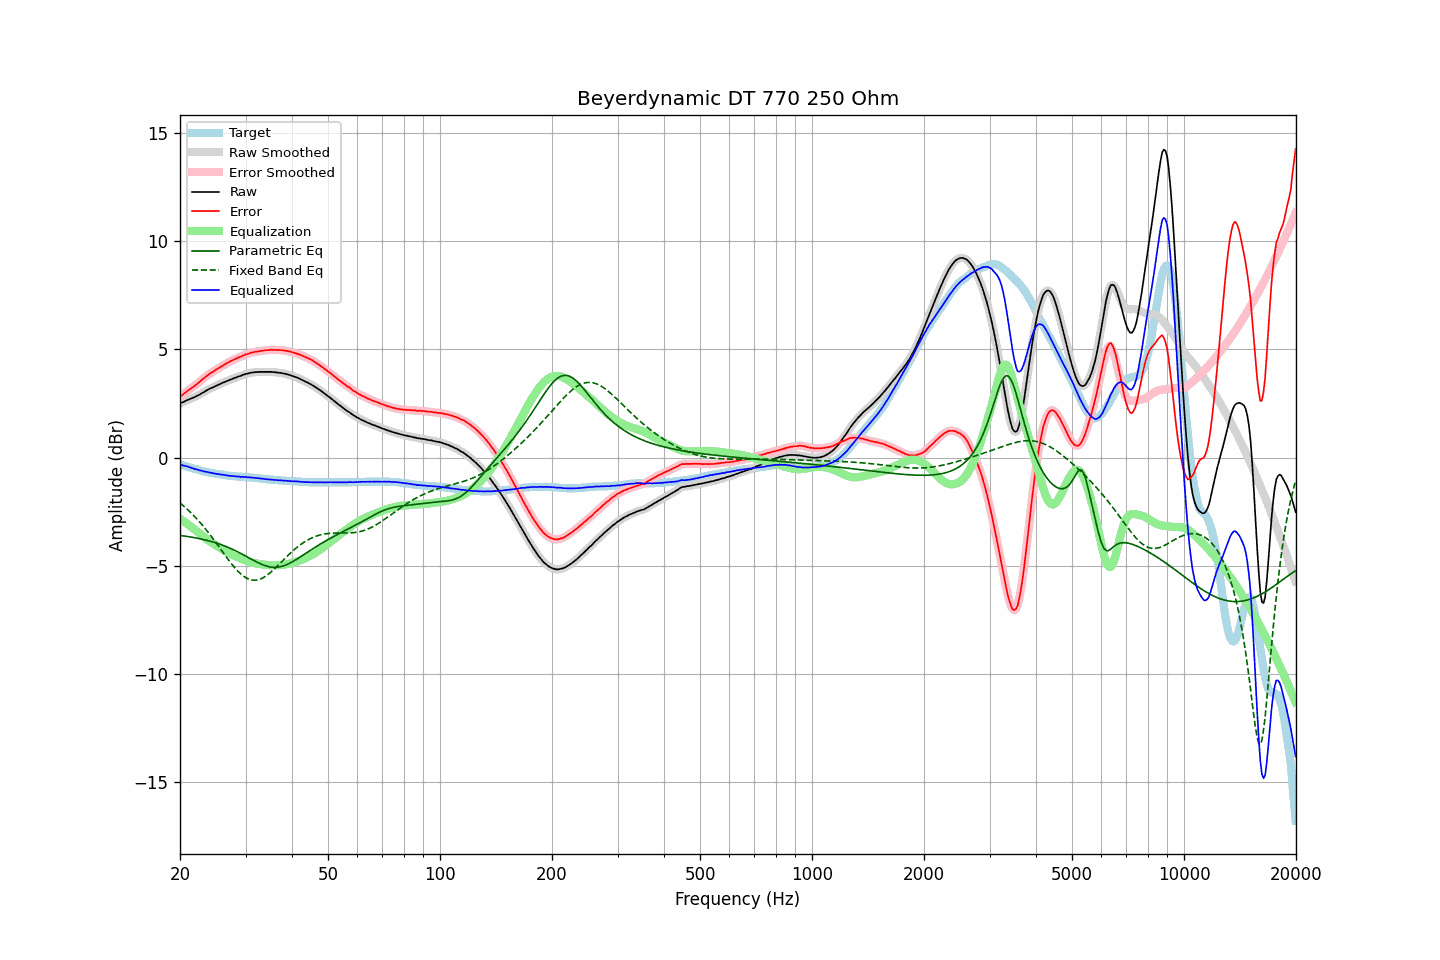 Beyerdynamic DT 770 250 Ohm
Target
Raw Smoothed
Error Smoothed
Raw
Error
Equalization
Parametric Eq
Fixed Band Eq
Equalized
Amplitude (dBr)
15
10
5
0
−5
−10
−15
20 50 100 200 500 1000 2000 5000 10000 20000
Frequency (Hz)